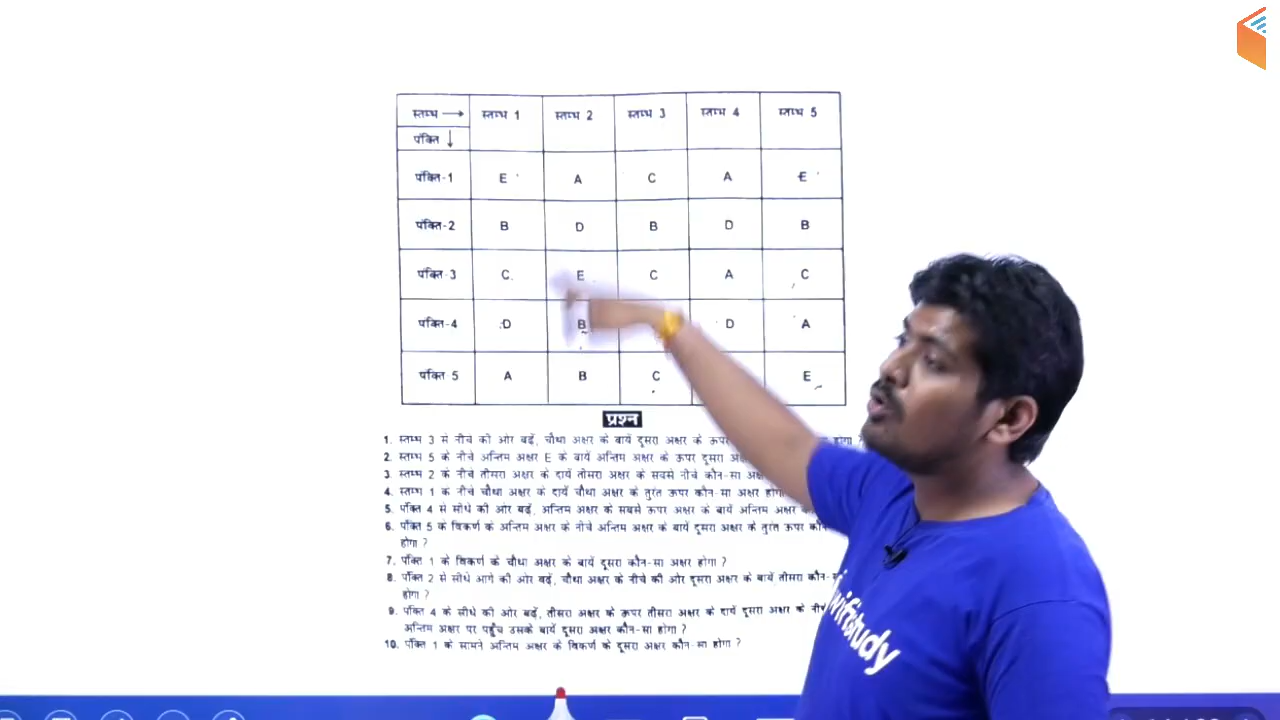 स्तम्भ → स्तम्भ 1 स्तम्भ 2 स्तम्भ 3 स्तम्भ 4 स्तम्भ 5
पंक्ति ↓
पंक्ति-1 E A C A E
पंक्ति-2 B D B D B
पंक्ति-3 C E C A C
पंक्ति-4 D B D A
पंक्ति 5 A B C E
प्रश्न
1. स्तम्भ 3 से नीचे की ओर बढ़ें, चौथा अक्षर के बायें दूसरा अक्षर के ऊपर होगा ?
2. स्तम्भ 5 के नीचे अन्तिम अक्षर E के बायें अन्तिम अक्षर के ऊपर दूसरा
3. स्तम्भ 2 के नीचे तीसरा अक्षर के दायें तीसरा अक्षर के सबसे नीचे कौन-सा
4. स्तम्भ 1 के नीचे चौथा अक्षर के दायें चौथा अक्षर के तुरंत ऊपर कौन-सा अक्षर होगा
5. पंक्ति 4 से सीधे की ओर बढ़ें, अन्तिम अक्षर के सबसे ऊपर अक्षर के बायें अन्तिम अक्षर
6. पंक्ति 5 के विकर्ण के अन्तिम अक्षर के नीचे अन्तिम अक्षर के बायें दूसरा अक्षर के तुरंत ऊपर
होगा ?
7. पंक्ति 1 के विकर्ण के चौथा अक्षर के बायें दूसरा कौन-सा अक्षर होगा ?
8. पंक्ति 2 से सीधे आगे की ओर बढ़ें, चौथा अक्षर के नीचे की ओर दूसरा अक्षर के बायें तीसरा कौन-
होगा ?
9. पंक्ति 4 के सीधे की ओर बढ़ें, तीसरा अक्षर के ऊपर तीसरा अक्षर के दायें दूसरा अक्षर के
अन्तिम अक्षर पर पहुँच उसके बायें दूसरा अक्षर कौन-सा होगा ?
10. पंक्ति 1 के सामने अन्तिम अक्षर के विकर्ण के दूसरा अक्षर कौन-सा होगा ?
wifistudy